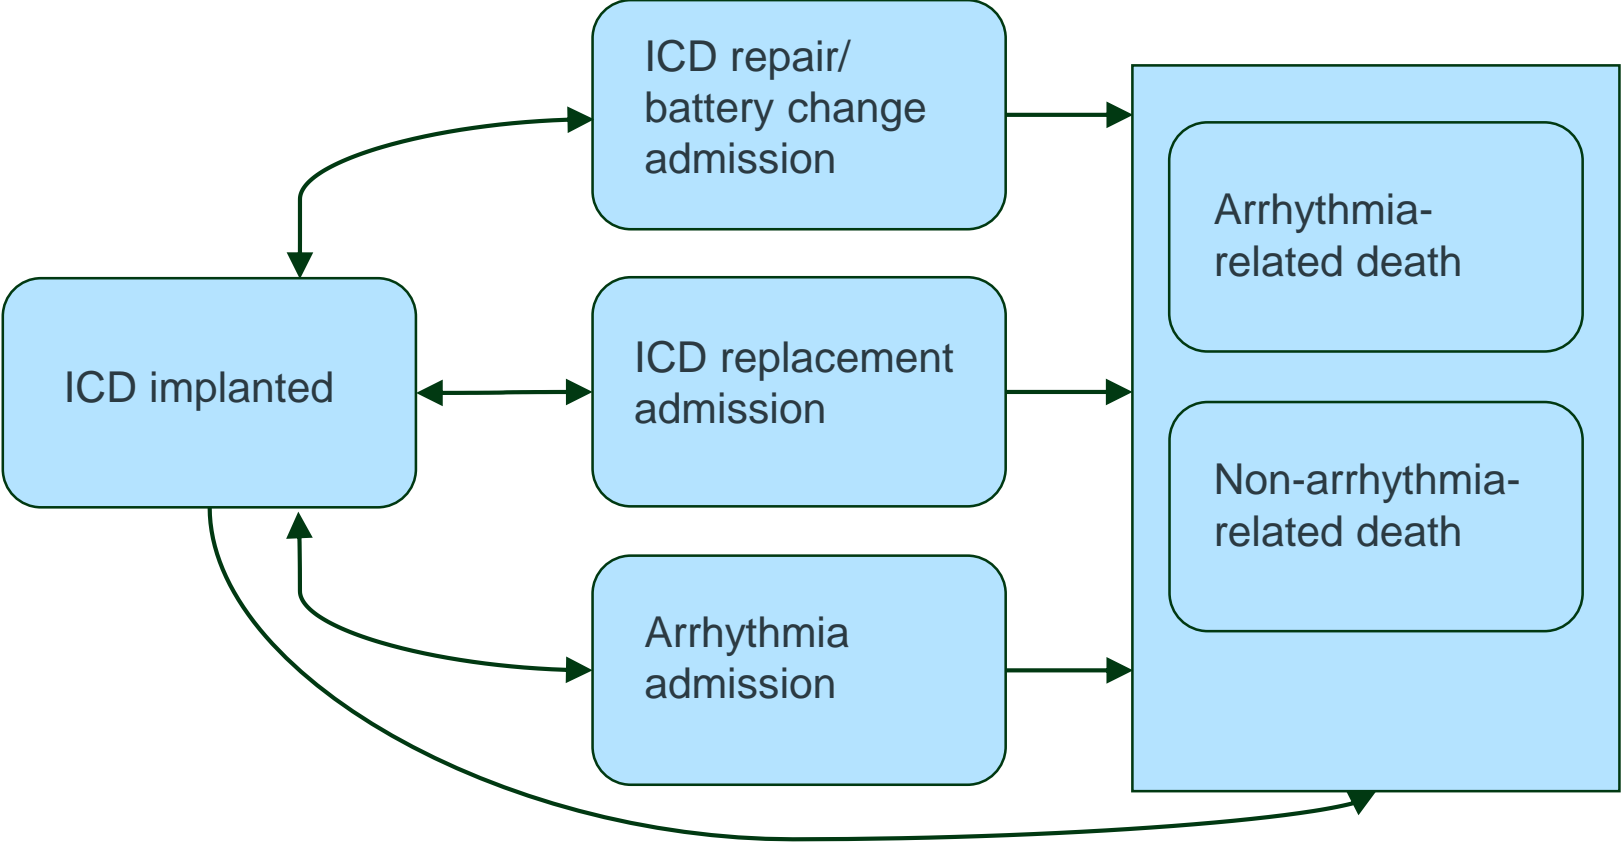 ICD repair/
battery change
admission
Arrhythmia-
related death
ICD implanted
ICD replacement
admission
Non-arrhythmia-
related death
Arrhythmia
admission